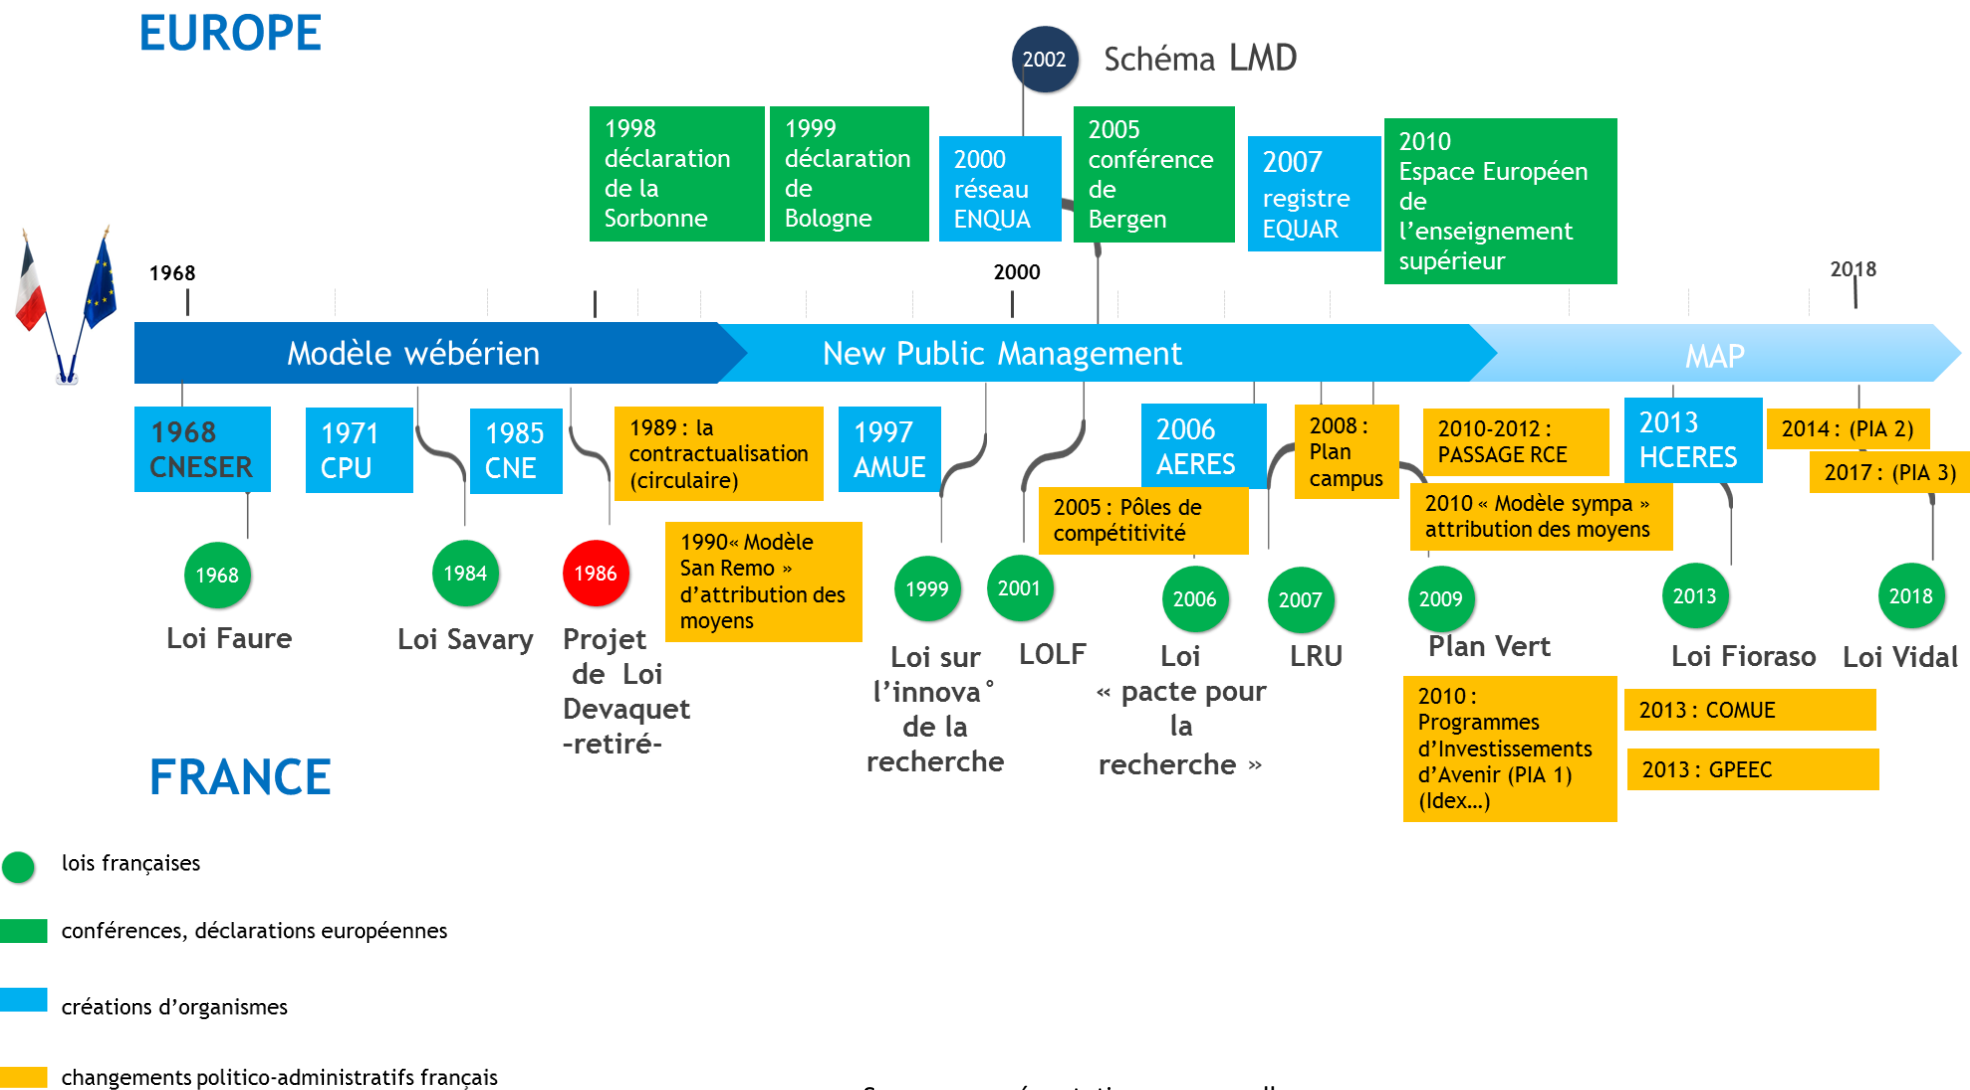 EUROPE
2002
Schéma LMD
1998
déclaration
de la
Sorbonne
1999
déclaration
de
Bologne
2000
réseau
ENQUA
2005
conférence
de
Bergen
2007
registre
EQUAR
2010
Espace Européen
de
l’enseignement
supérieur
1968
2000
2018
Modèle wébérien
New Public Management
MAP
1968
CNESER
1971
CPU
1985
CNE
1989 : la
contractualisation
(circulaire)
1997
AMUE
2006
AERES
2008 :
Plan
campus
2010-2012 :
PASSAGE RCE
2013
HCERES
2014 : (PIA 2)
2017 : (PIA 3)
2005 : Pôles de
compétitivité
2010 « Modèle sympa »
attribution des moyens
1990« Modèle
San Remo »
d’attribution des
moyens
1968
Loi Faure
1984
Loi Savary
1986
Projet
de Loi
Devaquet
-retiré-
1999
Loi sur
l’innova°
de la
recherche
2001
LOLF
2006
Loi
« pacte pour
la
recherche »
2007
LRU
2009
Plan Vert
2013
Loi Fioraso
2018
Loi Vidal
2010 :
Programmes
d’Investissements
d’Avenir (PIA 1)
(Idex…)
2013 : COMUE
2013 : GPEEC
FRANCE
lois françaises
conférences, déclarations européennes
créations d’organismes
changements politico-administratifs français